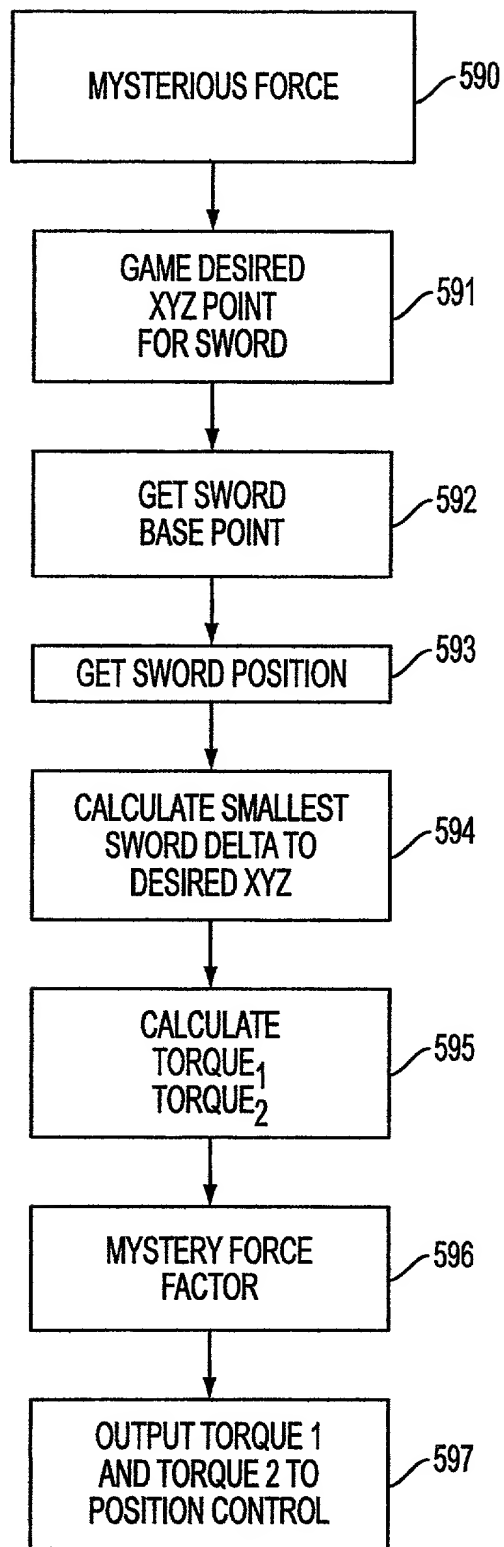 MYSTERIOUS FORCE
590
GAME DESIRED
XYZ POINT
FOR SWORD
591
GET SWORD
BASE POINT
592
GET SWORD POSITION
593
CALCULATE SMALLEST
SWORD DELTA TO
DESIRED XYZ
594
CALCULATE
TORQUE1
TORQUE2
595
MYSTERY FORCE
FACTOR
596
OUTPUT TORQUE 1
AND TORQUE 2 TO
POSITION CONTROL
597